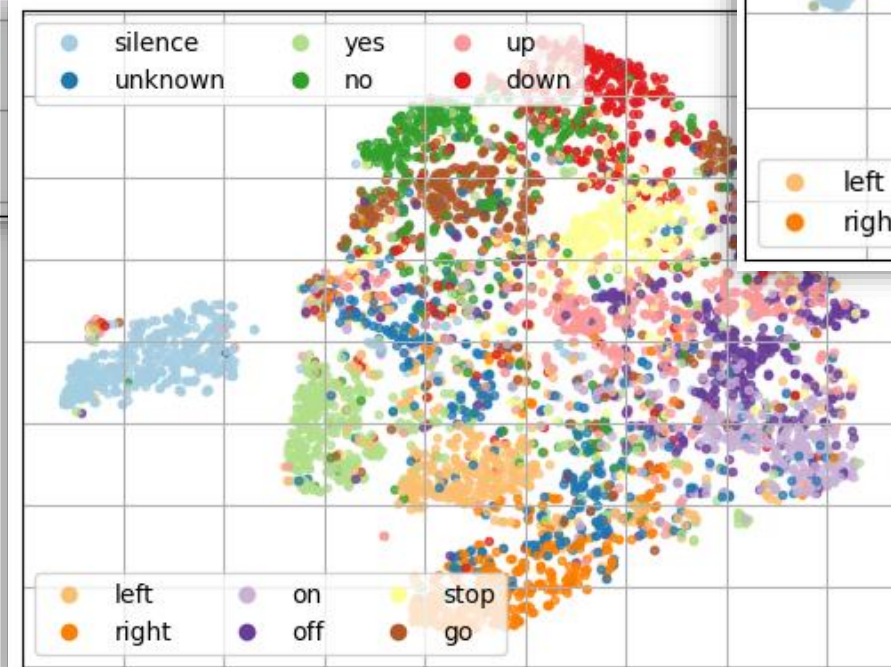 silence yes up
unknown no down
left
righ
left on stop
right off go